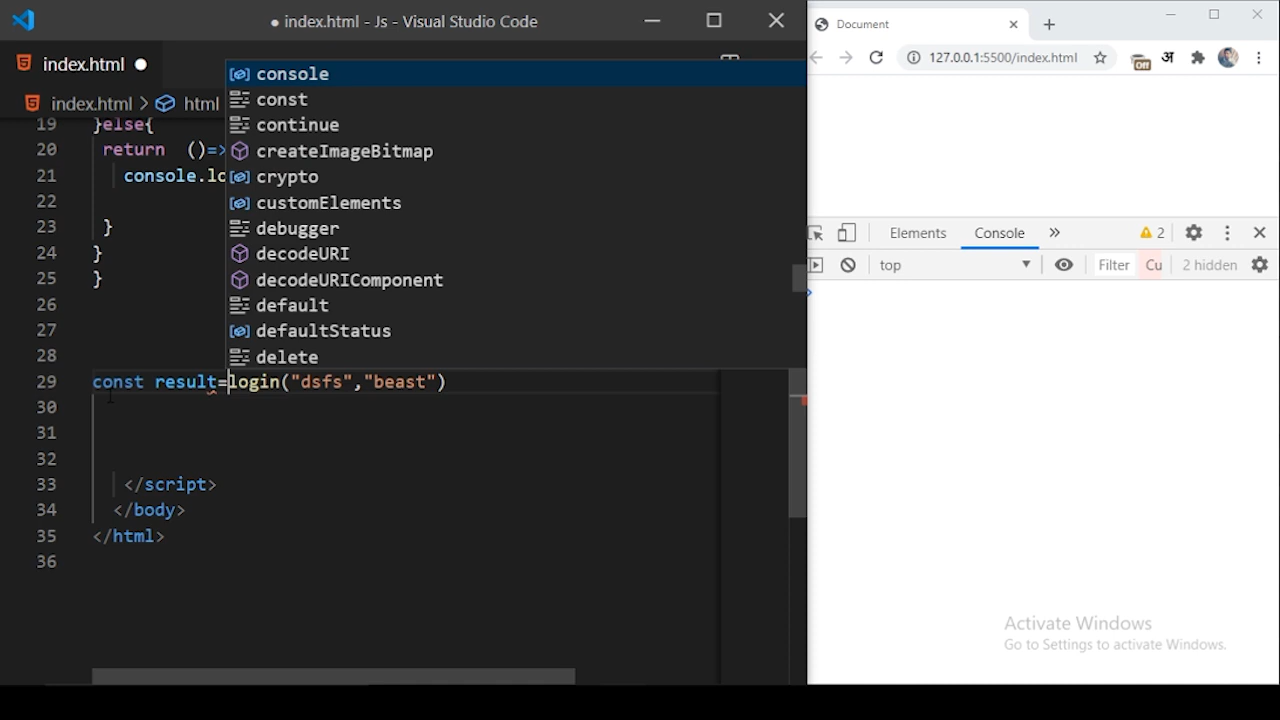 ● index.html - Js - Visual Studio Code
index.html ●
index.html > html
console
const
continue
createImageBitmap
crypto
customElements
debugger
decodeURI
decodeURIComponent
default
defaultStatus
delete
19 }else{
20 return ()=>
21 console.lo
22
23 }
24 }
25 }
26
27
28
29 const result=login("dsfs","beast")
30
31
32
33 </script>
34 </body>
35 </html>
36
Document
127.0.0.1:5500/index.html
Off
अ
Elements Console » 2
top Filter Cu 2 hidden
Activate Windows
Go to Settings to activate Windows.